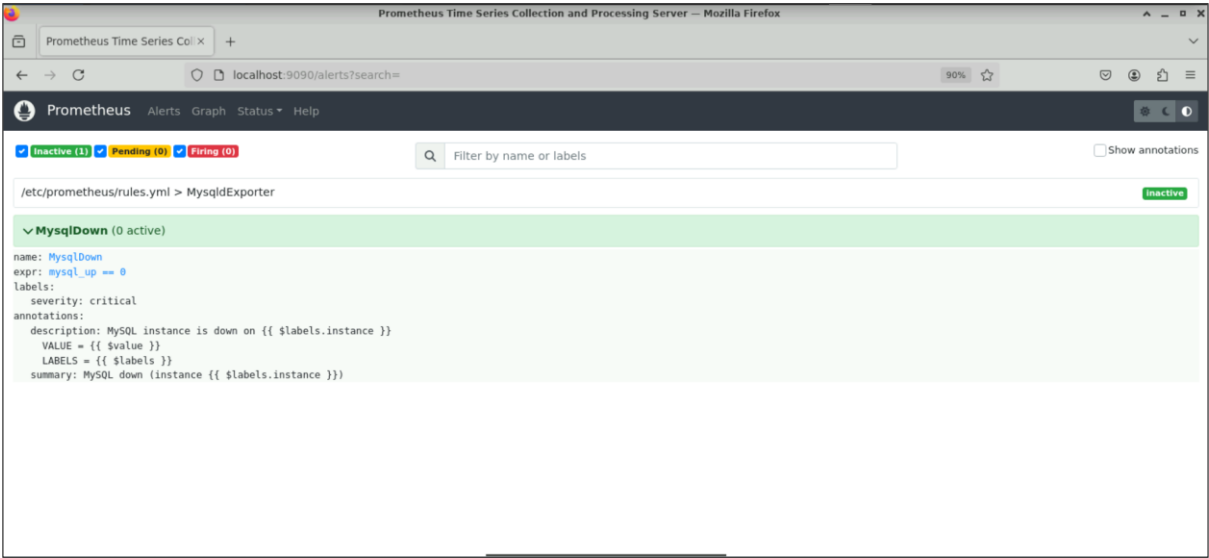 Prometheus Time Series Collection and Processing Server — Mozilla Firefox
Prometheus Time Series Col
localhost:9090/alerts?search=
90%
Prometheus Alerts Graph Status Help
Inactive (1) Pending (0) Firing (0)
Filter by name or labels
Show annotations
/etc/prometheus/rules.yml > MysqldExporter
inactive
MysqlDown (0 active)
name: MysqlDown
expr: mysql_up == 0
labels:
severity: critical
annotations:
description: MySQL instance is down on {{ $labels.instance }}
VALUE = {{ $value }}
LABELS = {{ $labels }}
summary: MySQL down (instance {{ $labels.instance }})